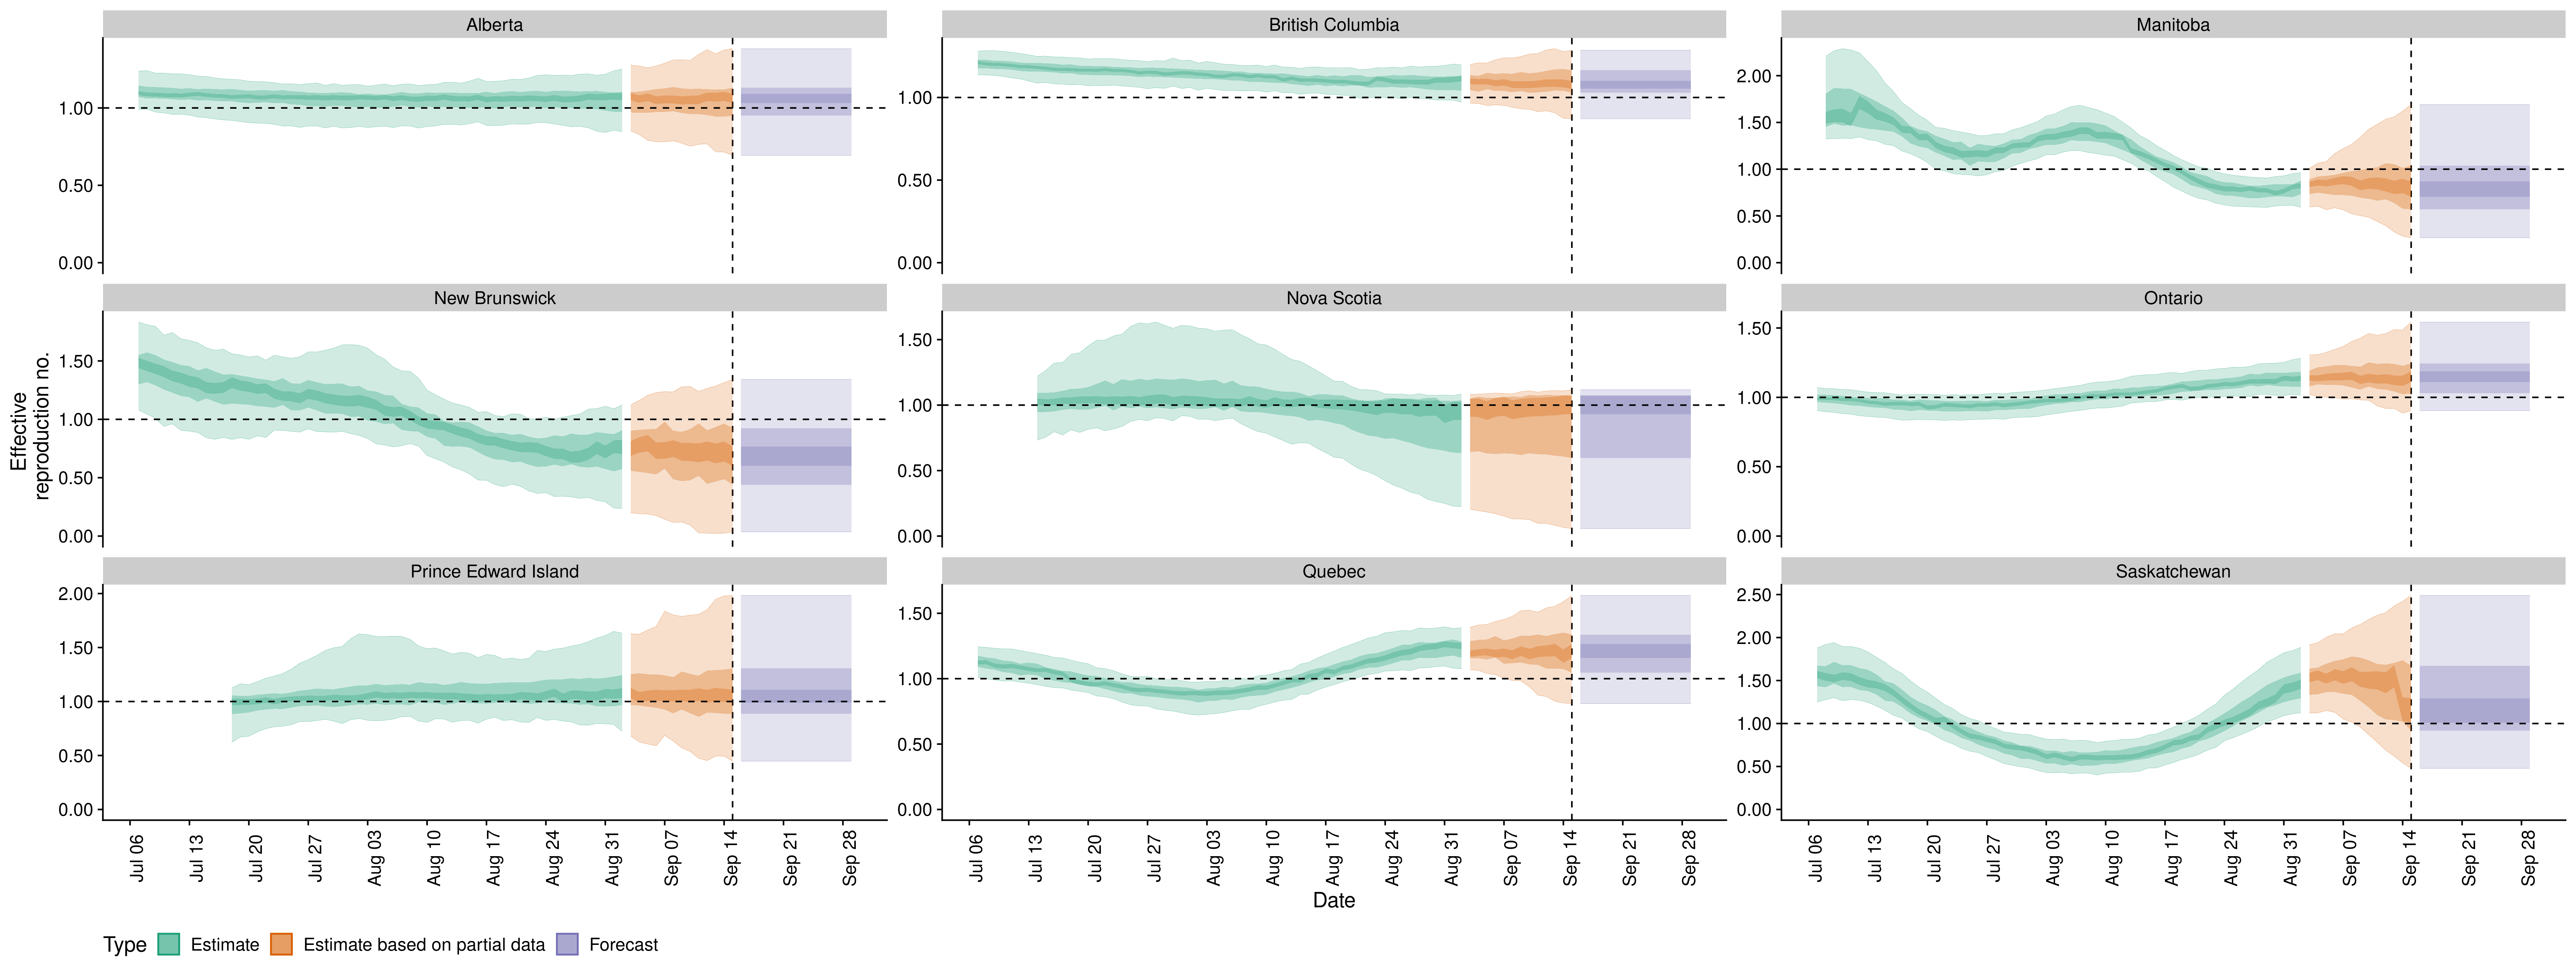 Alberta
British Columbia
Manitoba
1.00
0.50
0.00
1.00
0.50
0.00
2.00
1.50
1.00
0.50
0.00
New Brunswick
Nova Scotia
Ontario
1.50
1.00
0.50
0.00
1.50
1.00
0.50
0.00
1.50
1.00
0.50
0.00
Effective
reproduction no.
Prince Edward Island
Quebec
Saskatchewan
2.00
1.50
1.00
0.50
0.00
1.50
1.00
0.50
0.00
2.50
2.00
1.50
1.00
0.50
0.00
Jul 06
Jul 13
Jul 20
Jul 27
Aug 03
Aug 10
Aug 17
Aug 24
Aug 31
Sep 07
Sep 14
Sep 21
Sep 28
Jul 06
Jul 13
Jul 20
Jul 27
Aug 03
Aug 10
Aug 17
Aug 24
Aug 31
Sep 07
Sep 14
Sep 21
Sep 28
Jul 06
Jul 13
Jul 20
Jul 27
Aug 03
Aug 10
Aug 17
Aug 24
Aug 31
Sep 07
Sep 14
Sep 21
Sep 28
Date
Type Estimate Estimate based on partial data Forecast